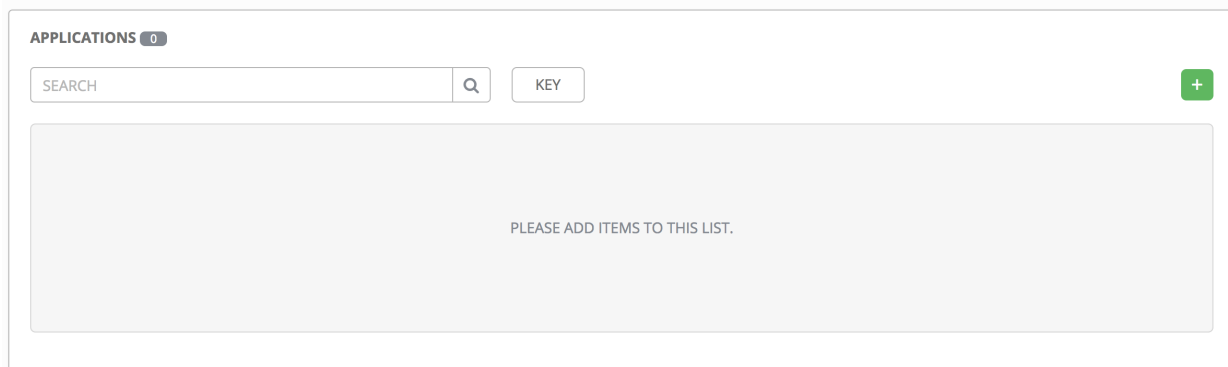 APPLICATIONS 0
SEARCH
KEY
+
PLEASE ADD ITEMS TO THIS LIST.